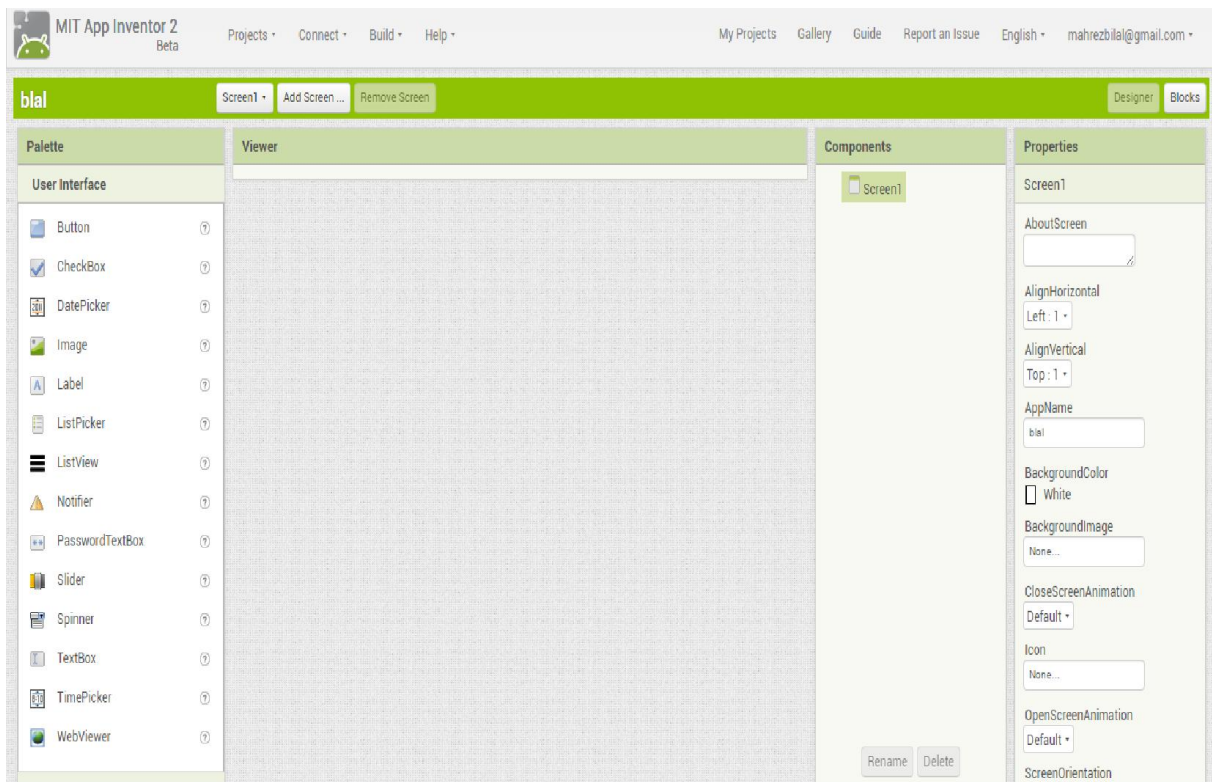 MIT App Inventor 2
Beta
Projects Connect Build Help
My Projects Gallery Guide Report an Issue English mahrezbilal@gmail.com
blal
Screen1 Add Screen ... Remove Screen
Designer Blocks
Palette
User Interface
Button
CheckBox
DatePicker
Image
Label
ListPicker
ListView
Notifier
PasswordTextBox
Slider
Spinner
TextBox
TimePicker
WebViewer
Viewer
Components
Screen1
Rename Delete
Properties
Screen1
AboutScreen
AlignHorizontal
Left : 1
AlignVertical
Top : 1
AppName
blal
BackgroundColor
White
BackgroundImage
None...
CloseScreenAnimation
Default
Icon
None...
OpenScreenAnimation
Default
ScreenOrientation